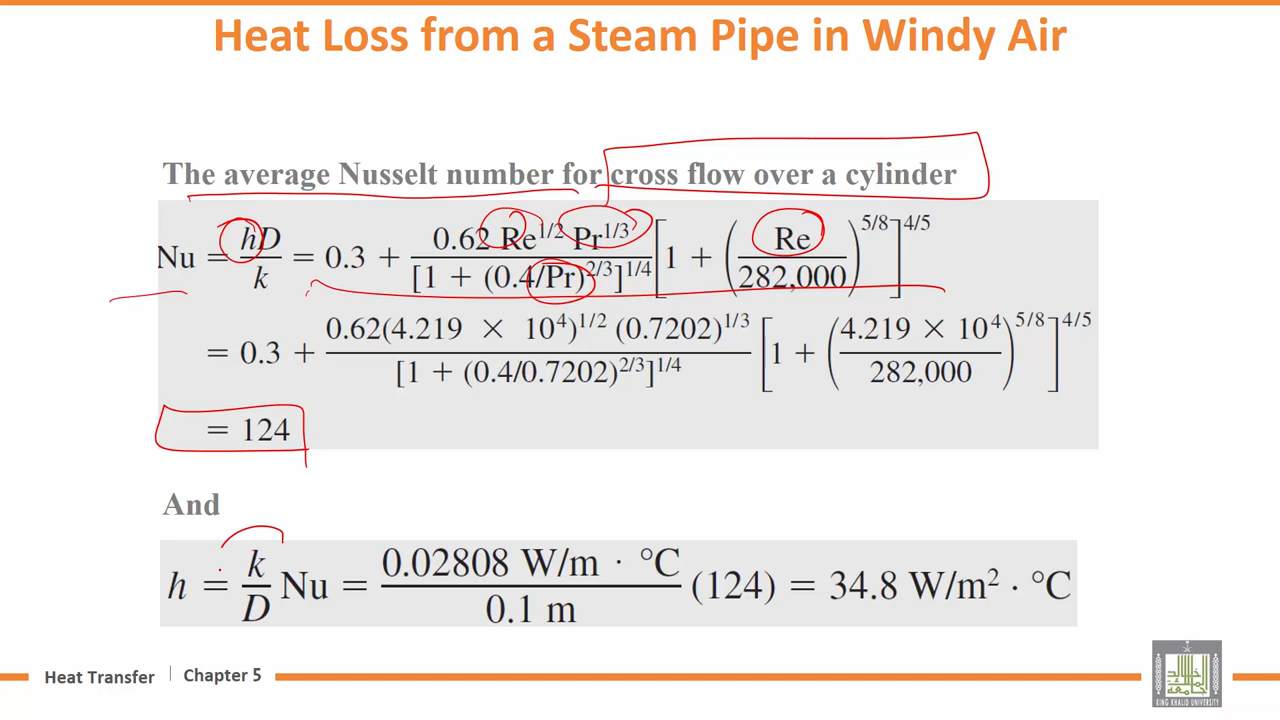 Heat Loss from a Steam Pipe in Windy Air
The average Nusselt number for cross flow over a cylinder
Nu = hD/k = 0.3 + 0.62 Re^1/2 Pr^1/3 / [1 + (0.4/Pr)^2/3]^1/4 [1 + (Re/282,000)^5/8]^4/5
= 0.3 + 0.62(4.219 × 10^4)^1/2 (0.7202)^1/3 / [1 + (0.4/0.7202)^2/3]^1/4 [1 + (4.219 × 10^4/282,000)^5/8]^4/5
= 124
And
h = k/D Nu = 0.02808 W/m · °C / 0.1 m (124) = 34.8 W/m² · °C
Heat Transfer | Chapter 5
KING KHALID UNIVERSITY